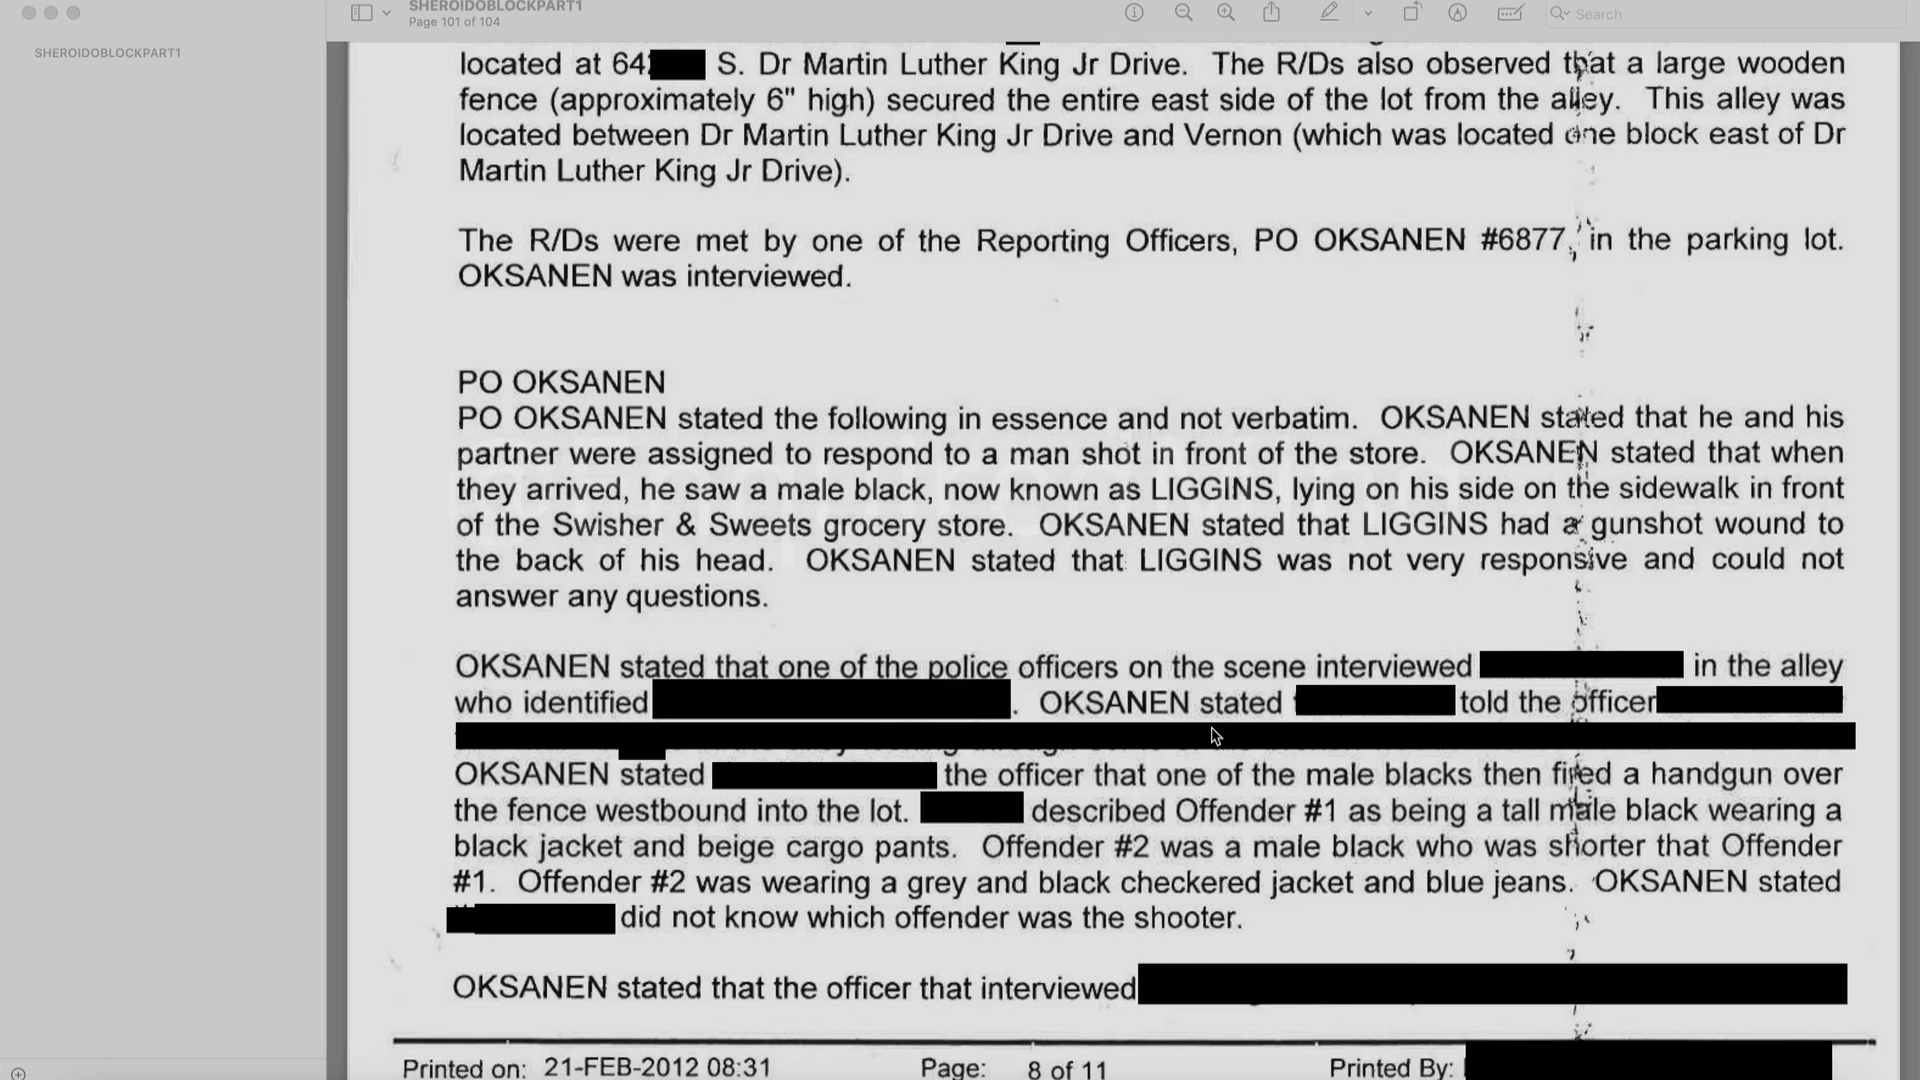 SHEROIDOBLOCKPART1
Page 101 of 104
Search
SHEROIDOBLOCKPART1
located at 64 S. Dr Martin Luther King Jr Drive. The R/Ds also observed that a large wooden
fence (approximately 6" high) secured the entire east side of the lot from the alley. This alley was
located between Dr Martin Luther King Jr Drive and Vernon (which was located one block east of Dr
Martin Luther King Jr Drive).
The R/Ds were met by one of the Reporting Officers, PO OKSANEN #6877, in the parking lot.
OKSANEN was interviewed.
PO OKSANEN
PO OKSANEN stated the following in essence and not verbatim. OKSANEN stated that he and his
partner were assigned to respond to a man shot in front of the store. OKSANEN stated that when
they arrived, he saw a male black, now known as LIGGINS, lying on his side on the sidewalk in front
of the Swisher & Sweets grocery store. OKSANEN stated that LIGGINS had a gunshot wound to
the back of his head. OKSANEN stated that LIGGINS was not very responsive and could not
answer any questions.
OKSANEN stated that one of the police officers on the scene interviewed in the alley
who identified . OKSANEN stated told the officer
OKSANEN stated the officer that one of the male blacks then fired a handgun over
the fence westbound into the lot. described Offender #1 as being a tall male black wearing a
black jacket and beige cargo pants. Offender #2 was a male black who was shorter that Offender
#1. Offender #2 was wearing a grey and black checkered jacket and blue jeans. OKSANEN stated
did not know which offender was the shooter.
OKSANEN stated that the officer that interviewed
Printed on: 21-FEB-2012 08:31 Page: 8 of 11 Printed By: